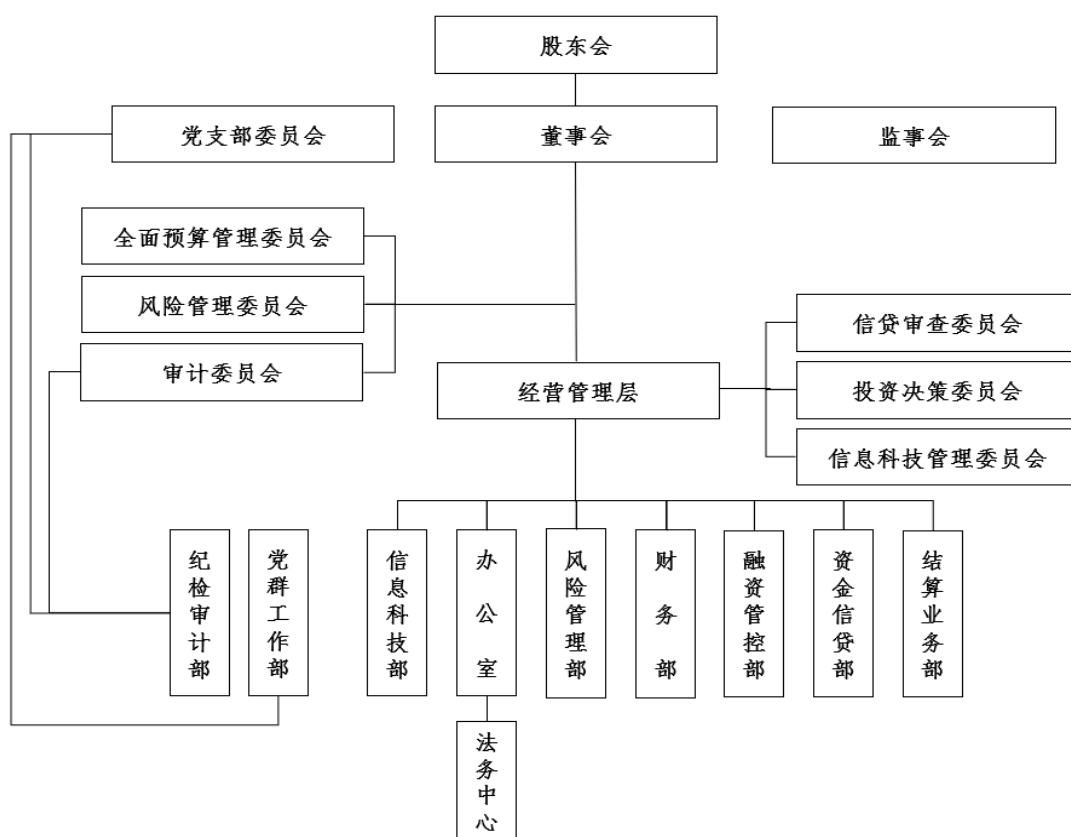 股东会
党支部委员会
董事会
监事会
全面预算管理委员会
风险管理委员会
审计委员会
信贷审查委员会
经营管理层
投资决策委员会
信息科技管理委员会
纪检审计部
党群工作部
信息科技部
办公室
风险管理部
财务部
融资管控部
资金信贷部
结算业务部
法务中心